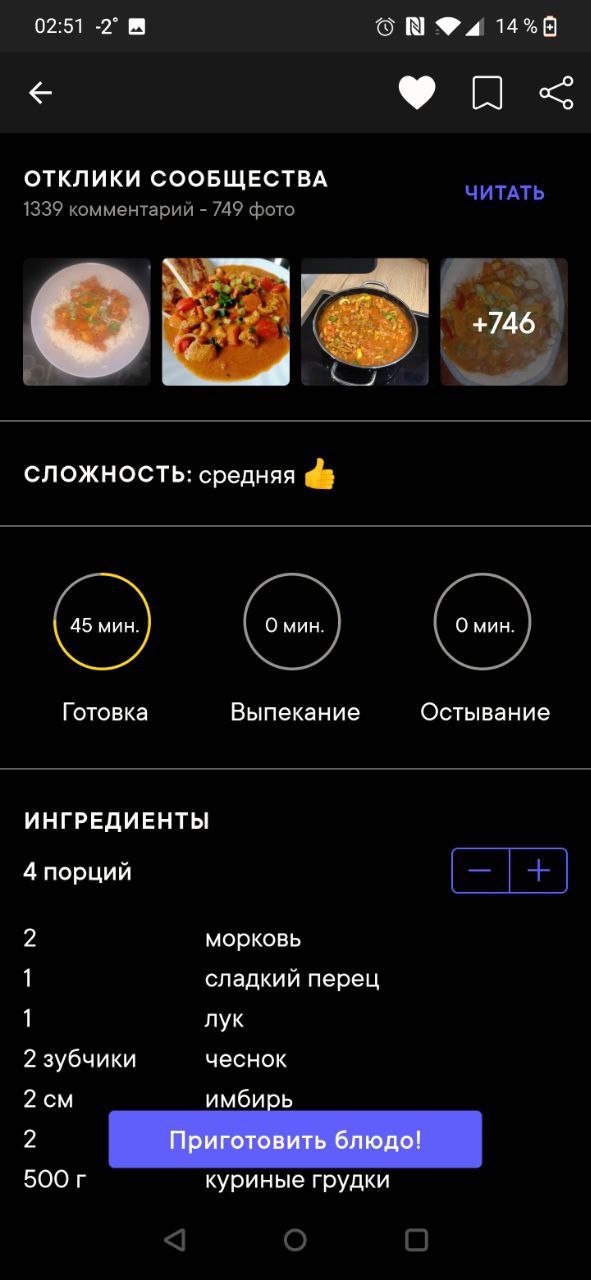 02:51 -2° 14 %
ОТКЛИКИ СООБЩЕСТВА
1339 комментарий - 749 фото
ЧИТАТЬ
+746
СЛОЖНОСТЬ: средняя 👍
45 мин.
0 мин.
0 мин.
Готовка
Выпекание
Остывание
ИНГРЕДИЕНТЫ
4 порций
2 морковь
1 сладкий перец
1 лук
2 зубчики чеснок
2 см имбирь
2
Приготовить блюдо!
500 г куриные грудки